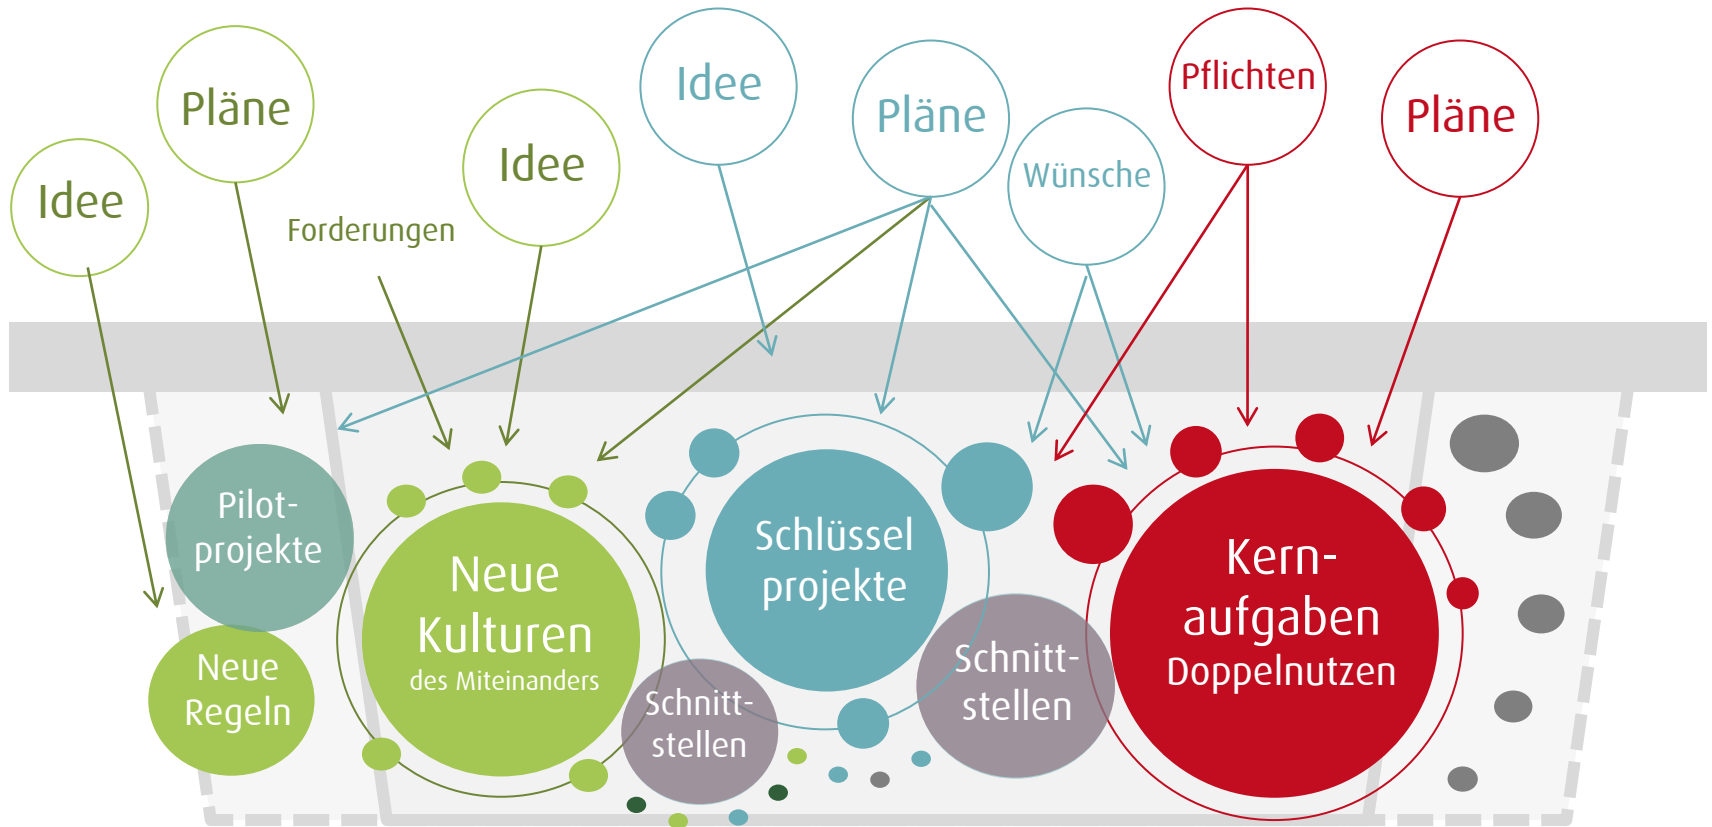 Idee
Pläne
Forderungen
Idee
Idee
Pläne
Wünsche
Pflichten
Pläne
Pilot-
projekte
Neue
Regeln
Neue
Kulturen
des Miteinanders
Schnitt-
stellen
Schlüssel
projekte
Schnitt-
stellen
Kern-
aufgaben
Doppelnutzen